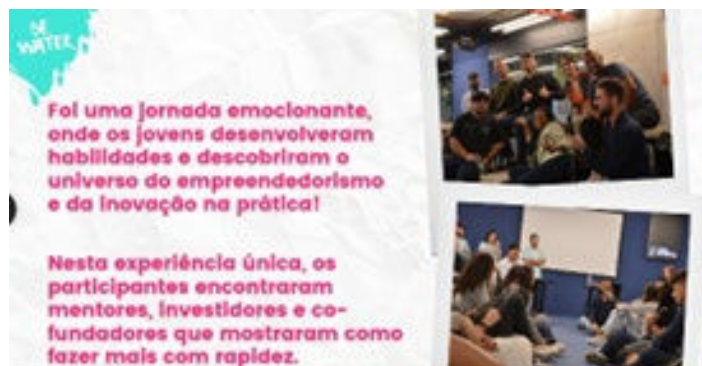 BE
WATER
Foi uma jornada emocionante,
onde os jovens desenvolveram
habilidades e descobriram o
universo do empreendedorismo
e da inovação na prática!
Nesta experiência única, os
participantes encontraram
mentores, investidores e co-
fundadores que mostraram como
fazer mais com rapidez.